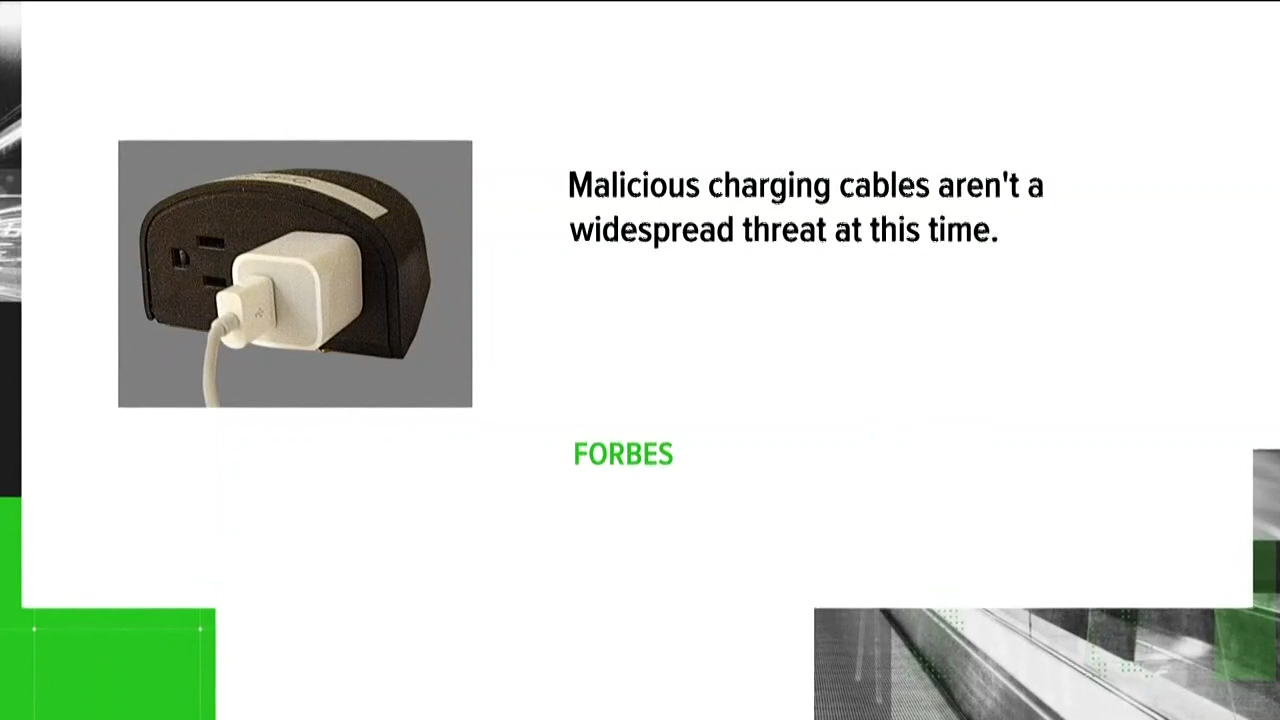 Malicious charging cables aren't a
widespread threat at this time.
FORBES